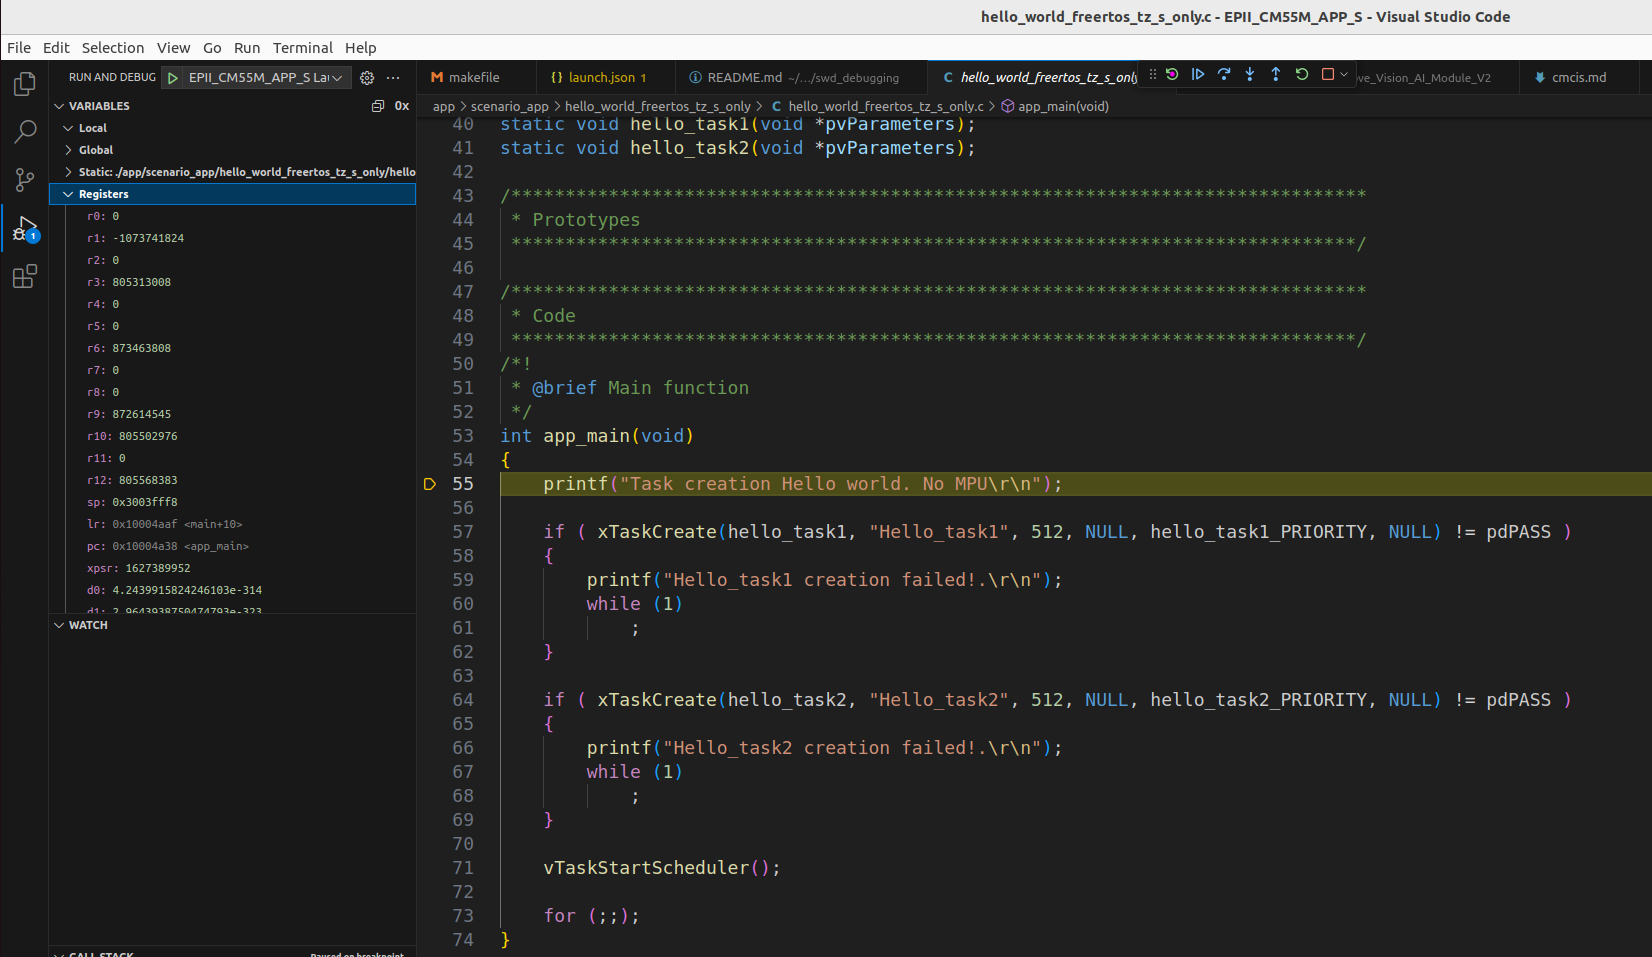 hello_world_freertos_tz_s_only.c - EPII_CM55M_APP_S - Visual Studio Code
File Edit Selection View Go Run Terminal Help
RUN AND DEBUG EPII_CM55M_APP_S
makefile
launch.json 1
README.md ~/.../swd_debugging
hello_world_freertos_tz_s_only
Vision_AI_Module_V2
cmcis.md
app > scenario_app > hello_world_freertos_tz_s_only > C hello_world_freertos_tz_s_only.c > app_main(void)
VARIABLES 0x
Local
Global
Static: ./app/scenario_app/hello_world_freertos_tz_s_only/hello
Registers
r0: 0
r1: -1073741824
r2: 0
r3: 805313008
r4: 0
r5: 0
r6: 873463808
r7: 0
r8: 0
r9: 872614545
r10: 805502976
r11: 0
r12: 805568383
sp: 0x3003fff8
lr: 0x10004aaf <main+10>
pc: 0x10004a38 <app_main>
xpsr: 1627389952
d0: 4.2439915824246103e-314
d1: 2.9643938750474793e-323
WATCH
CALL STACK Paused on breakpoint
40 static void hello_task1(void *pvParameters);
41 static void hello_task2(void *pvParameters);
42
43 /*******************************************************************************
44 * Prototypes
45 ******************************************************************************/
46
47 /*******************************************************************************
48 * Code
49 ******************************************************************************/
50 /*!
51 * @brief Main function
52 */
53 int app_main(void)
54 {
55 printf("Task creation Hello world. No MPU\r\n");
56
57 if ( xTaskCreate(hello_task1, "Hello_task1", 512, NULL, hello_task1_PRIORITY, NULL) != pdPASS )
58 {
59 printf("Hello_task1 creation failed!.\r\n");
60 while (1)
61 ;
62 }
63
64 if ( xTaskCreate(hello_task2, "Hello_task2", 512, NULL, hello_task2_PRIORITY, NULL) != pdPASS )
65 {
66 printf("Hello_task2 creation failed!.\r\n");
67 while (1)
68 ;
69 }
70
71 vTaskStartScheduler();
72
73 for (;;);
74 }